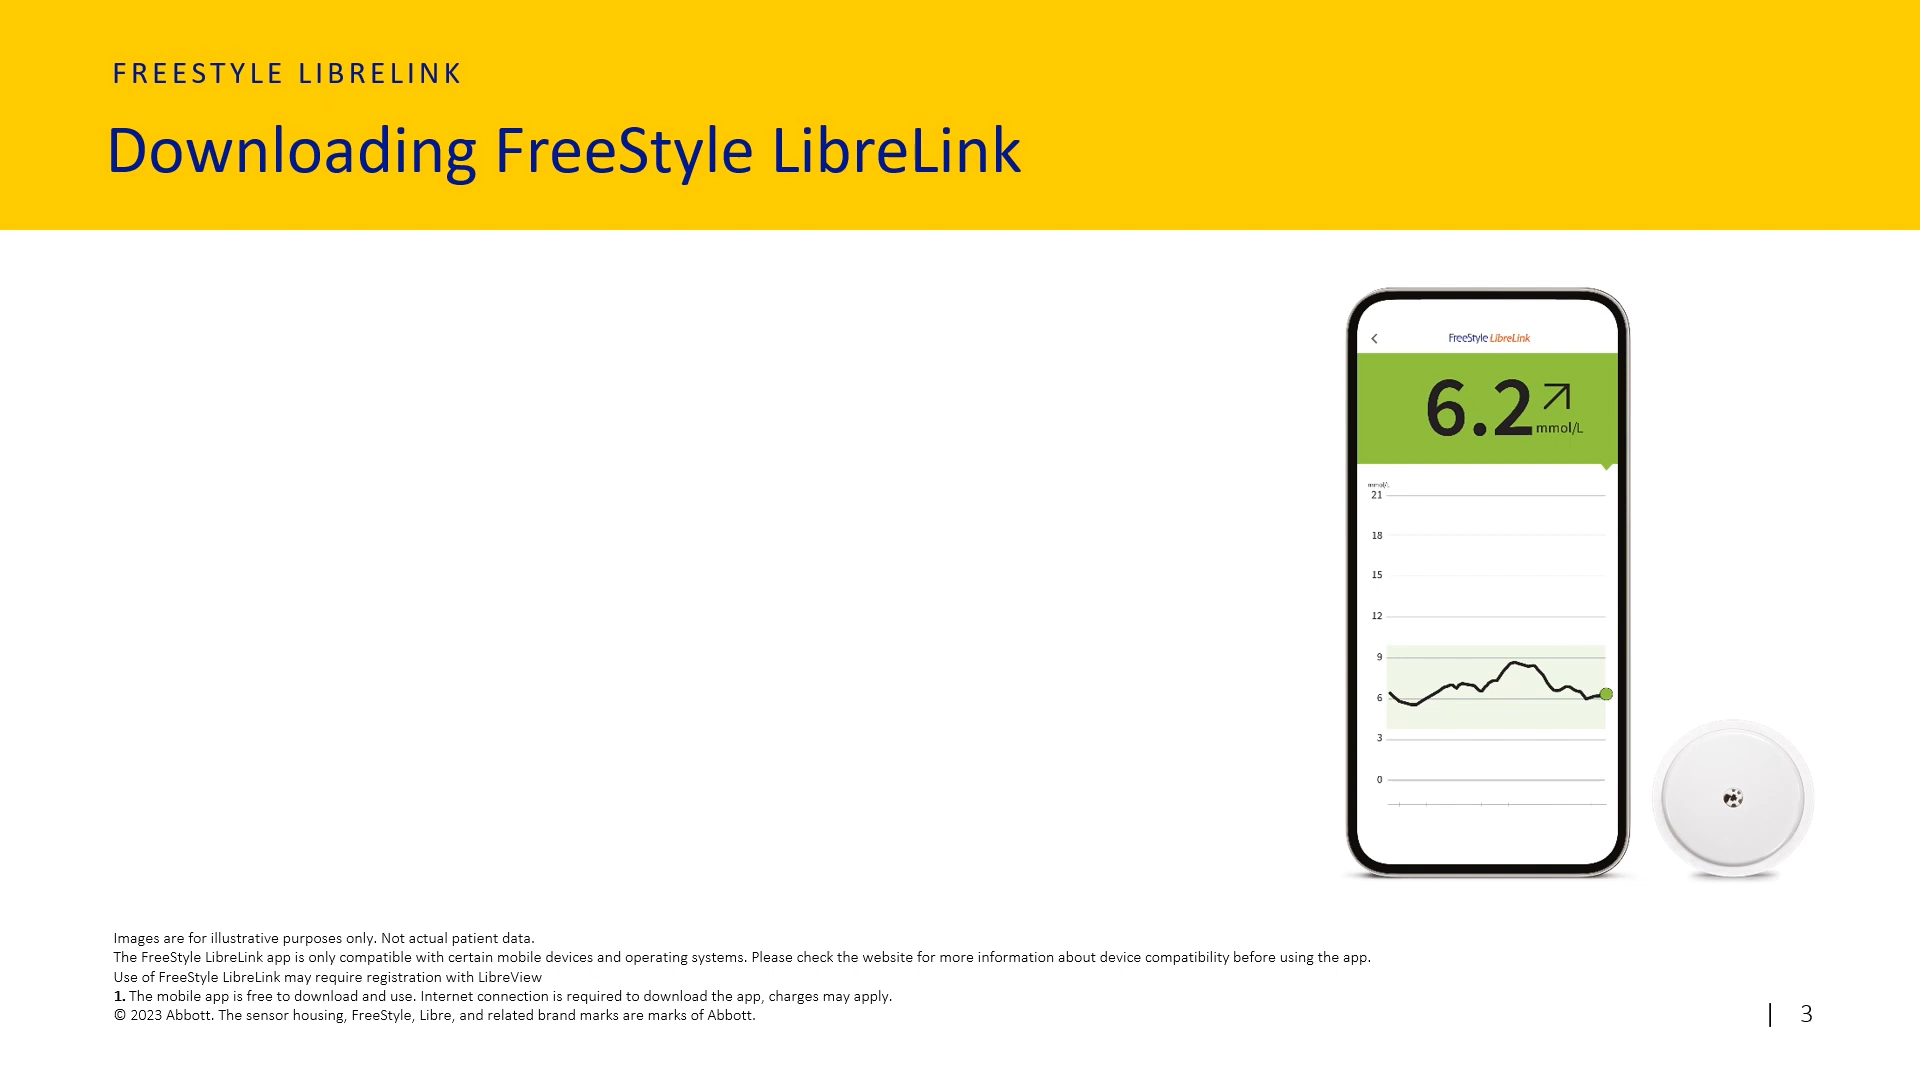 FREESTYLE LIBRELINK
Downloading FreeStyle LibreLink
FreeStyle LibreLink
6.2
mmol/L
mmol/L
21
18
15
12
9
6
3
0
Images are for illustrative purposes only. Not actual patient data.
The FreeStyle LibreLink app is only compatible with certain mobile devices and operating systems. Please check the website for more information about device compatibility before using the app.
Use of FreeStyle LibreLink may require registration with LibreView
1. The mobile app is free to download and use. Internet connection is required to download the app, charges may apply.
© 2023 Abbott. The sensor housing, FreeStyle, Libre, and related brand marks are marks of Abbott.
| 3